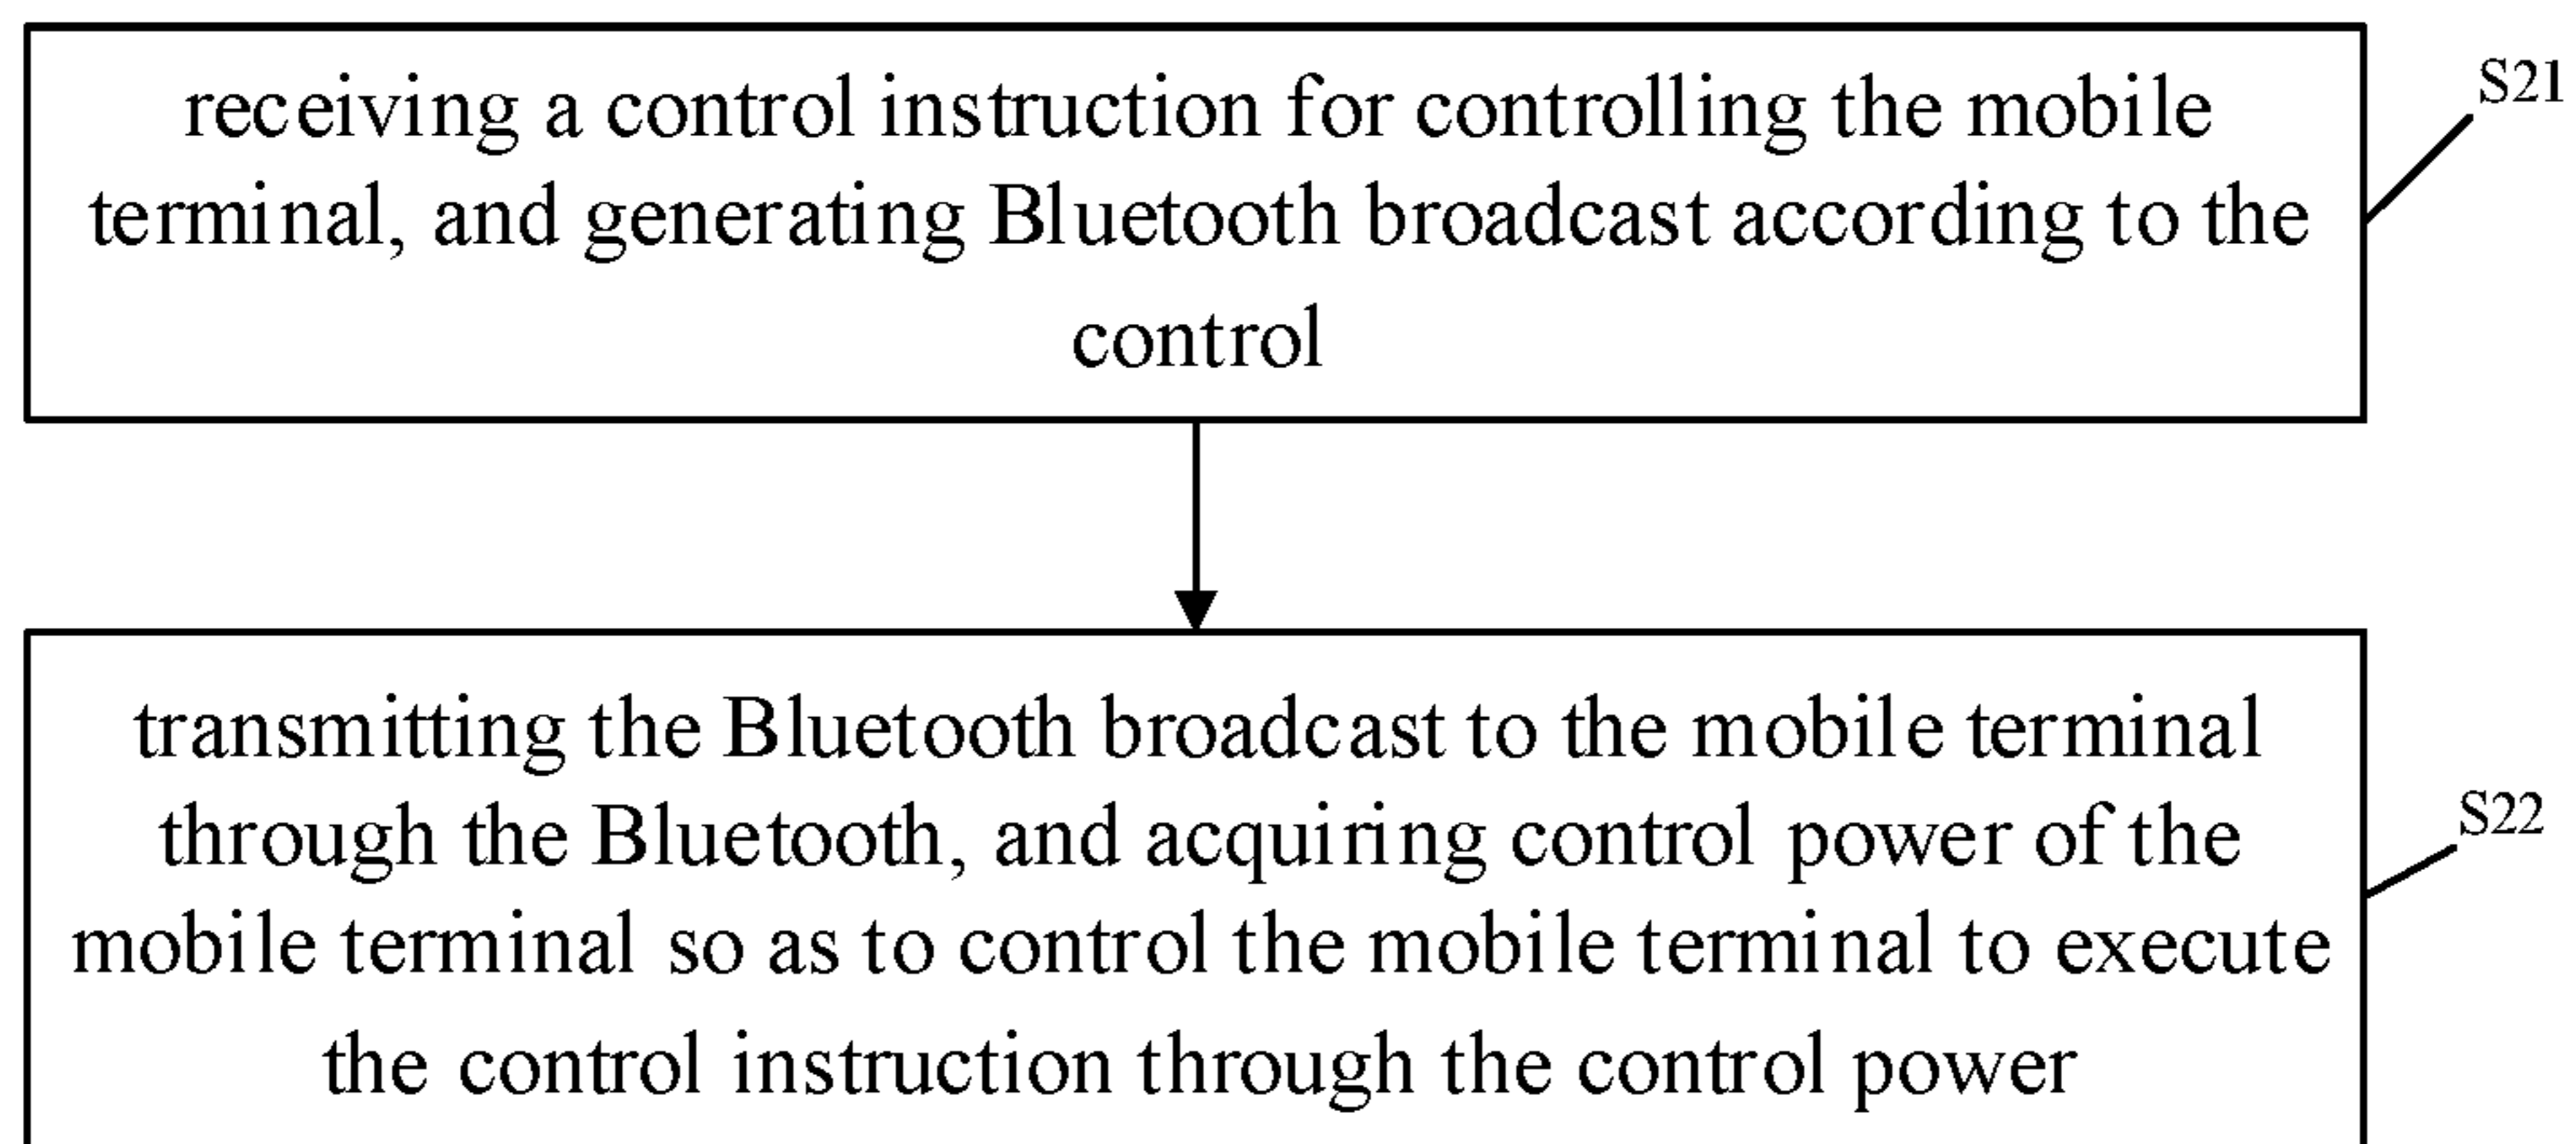 receiving a control instruction for controlling the mobile
terminal, and generating Bluetooth broadcast according to the
control
S21
transmitting the Bluetooth broadcast to the mobile terminal
through the Bluetooth, and acquiring control power of the
mobile terminal so as to control the mobile terminal to execute
the control instruction through the control power
S22